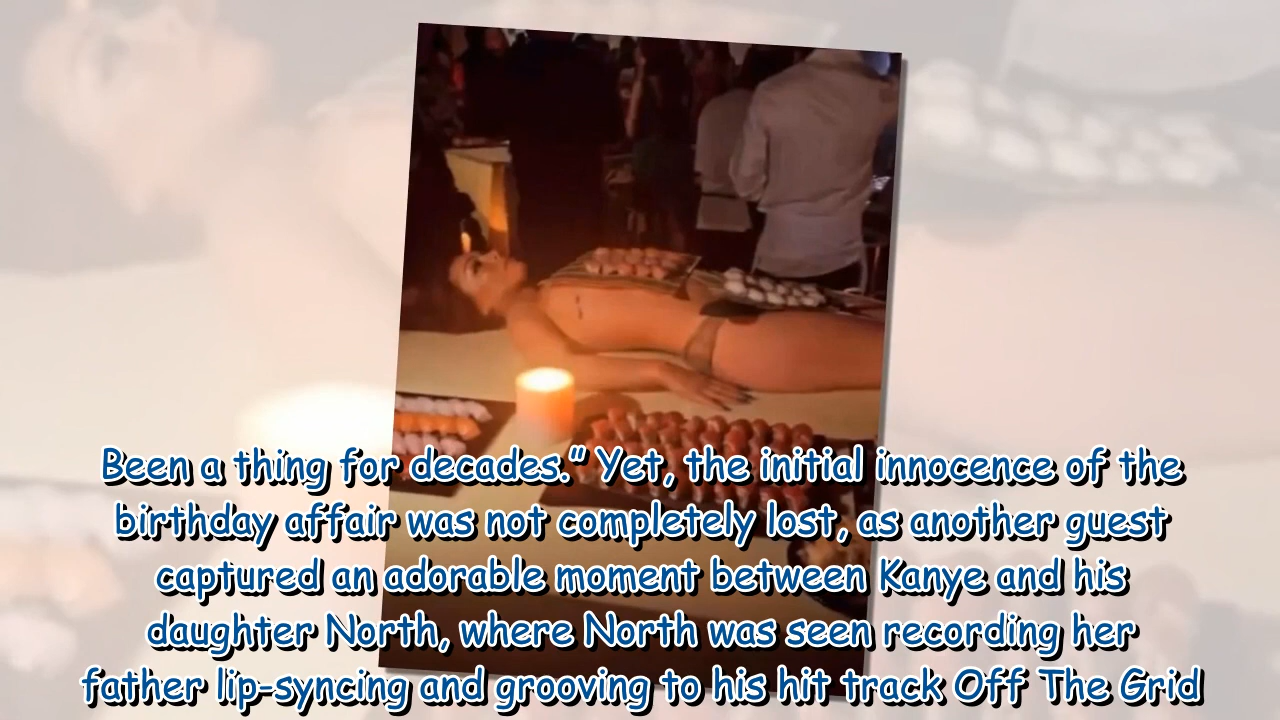 Been a thing for decades.” Yet, the initial innocence of the
birthday affair was not completely lost, as another guest
captured an adorable moment between Kanye and his
daughter North, where North was seen recording her
father lip-syncing and grooving to his hit track Off The Grid